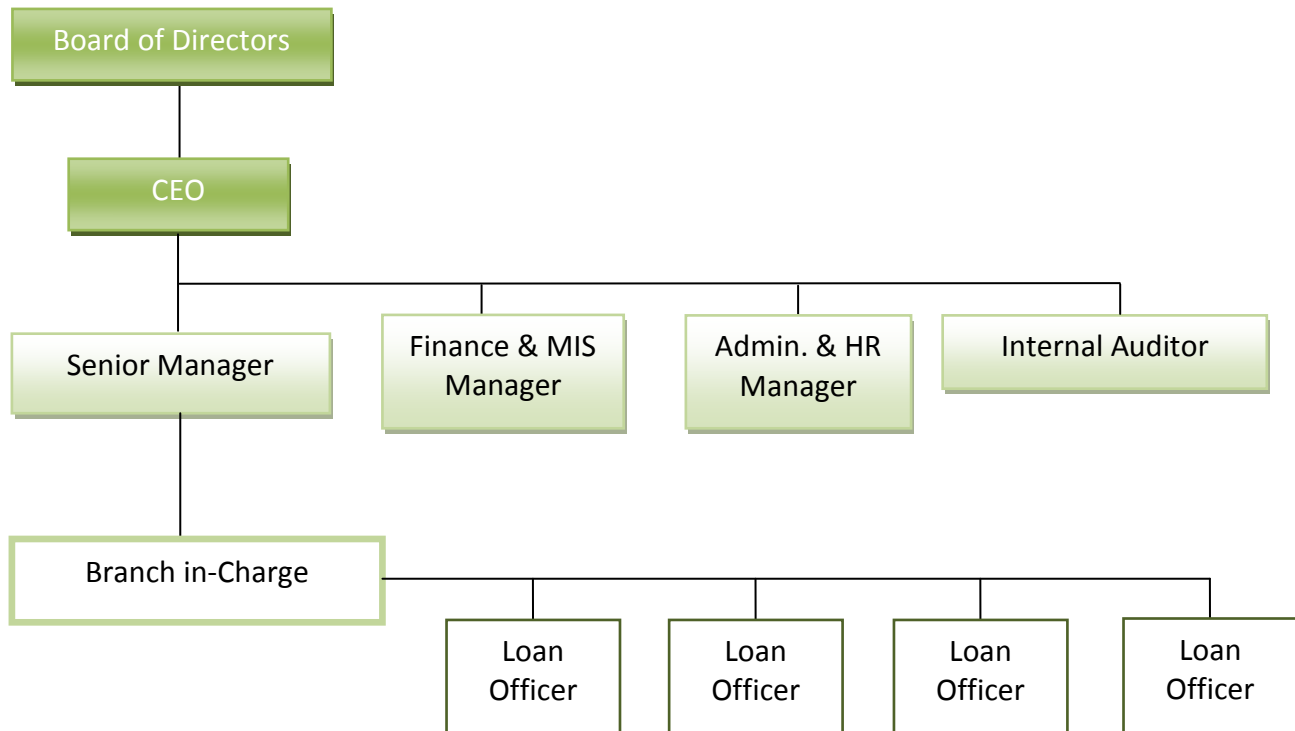 Board of Directors
CEO
Senior Manager
Finance & MIS
Manager
Admin. & HR
Manager
Internal Auditor
Branch in-Charge
Loan
Officer
Loan
Officer
Loan
Officer
Loan
Officer